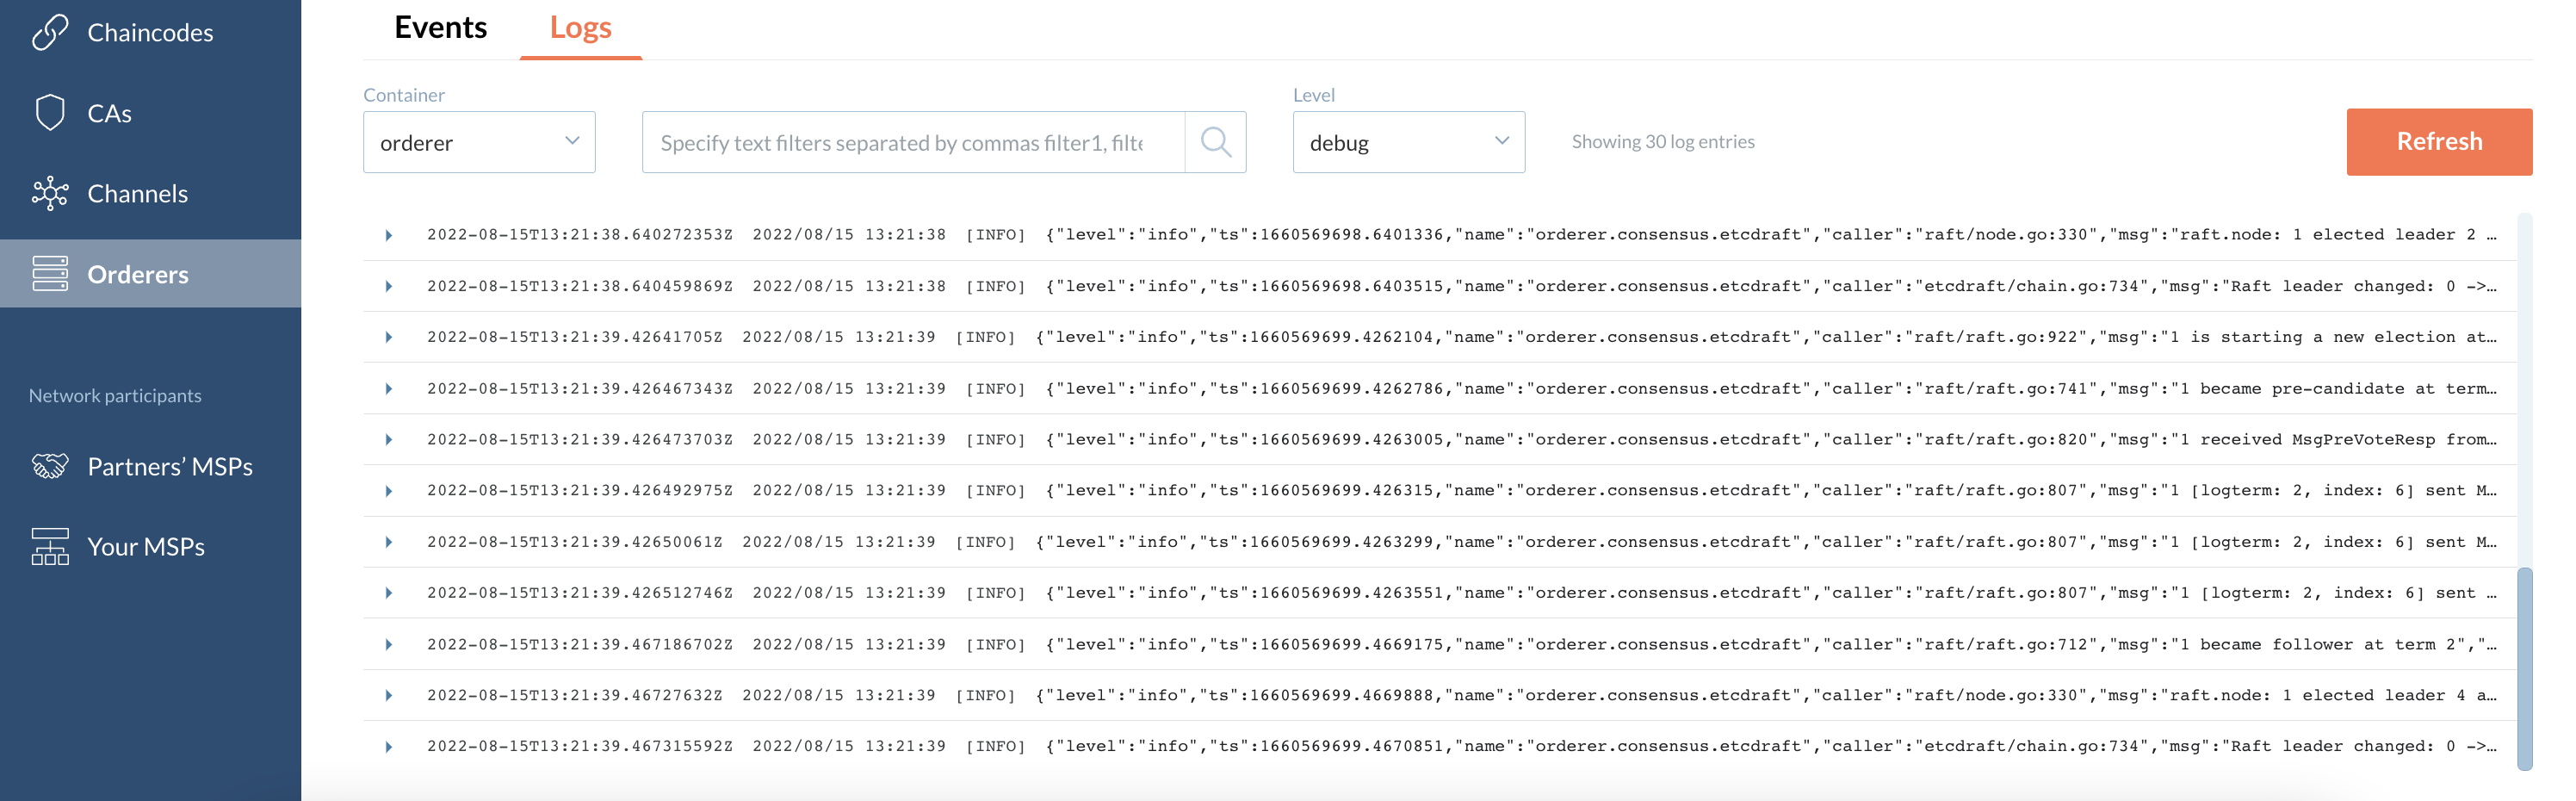 Chaincodes
CAs
Channels
Orderers
Network participants
Partners’ MSPs
Your MSPs
Events Logs
Container
orderer
Specify text filters separated by commas filter1, filte
Level
debug
Showing 30 log entries
Refresh
2022-08-15T13:21:38.640272353Z 2022/08/15 13:21:38 [INFO] {"level":"info","ts":1660569698.6401336,"name":"orderer.consensus.etcdraft","caller":"raft/node.go:330","msg":"raft.node: 1 elected leader 2 …
2022-08-15T13:21:38.640459869Z 2022/08/15 13:21:38 [INFO] {"level":"info","ts":1660569698.6403515,"name":"orderer.consensus.etcdraft","caller":"etcdraft/chain.go:734","msg":"Raft leader changed: 0 ->…
2022-08-15T13:21:39.42641705Z 2022/08/15 13:21:39 [INFO] {"level":"info","ts":1660569699.4262104,"name":"orderer.consensus.etcdraft","caller":"raft/raft.go:922","msg":"1 is starting a new election at…
2022-08-15T13:21:39.426467343Z 2022/08/15 13:21:39 [INFO] {"level":"info","ts":1660569699.4262786,"name":"orderer.consensus.etcdraft","caller":"raft/raft.go:741","msg":"1 became pre-candidate at term…
2022-08-15T13:21:39.426473703Z 2022/08/15 13:21:39 [INFO] {"level":"info","ts":1660569699.4263005,"name":"orderer.consensus.etcdraft","caller":"raft/raft.go:820","msg":"1 received MsgPreVoteResp from…
2022-08-15T13:21:39.426492975Z 2022/08/15 13:21:39 [INFO] {"level":"info","ts":1660569699.426315,"name":"orderer.consensus.etcdraft","caller":"raft/raft.go:807","msg":"1 [logterm: 2, index: 6] sent M…
2022-08-15T13:21:39.42650061Z 2022/08/15 13:21:39 [INFO] {"level":"info","ts":1660569699.4263299,"name":"orderer.consensus.etcdraft","caller":"raft/raft.go:807","msg":"1 [logterm: 2, index: 6] sent M…
2022-08-15T13:21:39.426512746Z 2022/08/15 13:21:39 [INFO] {"level":"info","ts":1660569699.4263551,"name":"orderer.consensus.etcdraft","caller":"raft/raft.go:807","msg":"1 [logterm: 2, index: 6] sent …
2022-08-15T13:21:39.467186702Z 2022/08/15 13:21:39 [INFO] {"level":"info","ts":1660569699.4669175,"name":"orderer.consensus.etcdraft","caller":"raft/raft.go:712","msg":"1 became follower at term 2","…
2022-08-15T13:21:39.46727632Z 2022/08/15 13:21:39 [INFO] {"level":"info","ts":1660569699.4669888,"name":"orderer.consensus.etcdraft","caller":"raft/node.go:330","msg":"raft.node: 1 elected leader 4 a…
2022-08-15T13:21:39.467315592Z 2022/08/15 13:21:39 [INFO] {"level":"info","ts":1660569699.4670851,"name":"orderer.consensus.etcdraft","caller":"etcdraft/chain.go:734","msg":"Raft leader changed: 0 ->…